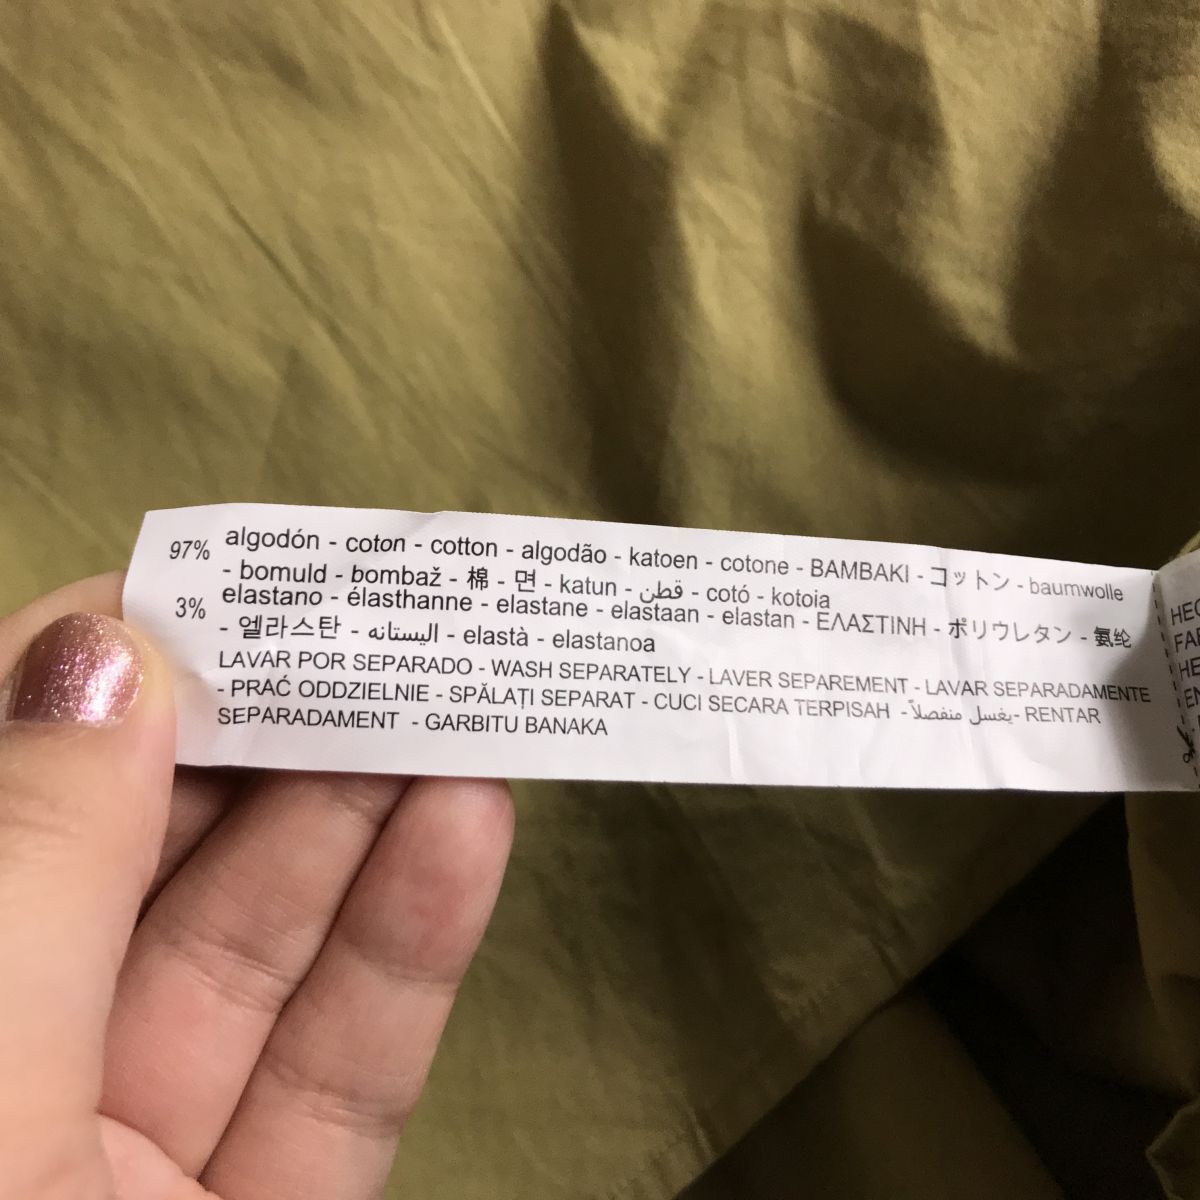 97% algodón - coton - cotton - algodão - katoen - cotone - BAMBAKI - コットン - baumwolle
- bomuld - bombaž - 棉 - 면 - katun - قطن - cotó - kotoia
3% elastano - élasthanne - elastane - elastaan - elastan - ΕΛΑΣΤΙΝΗ - ポリウレタン - 氨纶
- 엘라스탄 - اليستانه - elastà - elastanoa
LAVAR POR SEPARADO - WASH SEPARATELY - LAVER SEPAREMENT - LAVAR SEPARADAMENTE
- PRAĆ ODDZIELNIE - SPĂLAȚI SEPARAT - CUCI SECARA TERPISAH - يغسل منفصلاً - RENTAR
SEPARADAMENT - GARBITU BANAKA